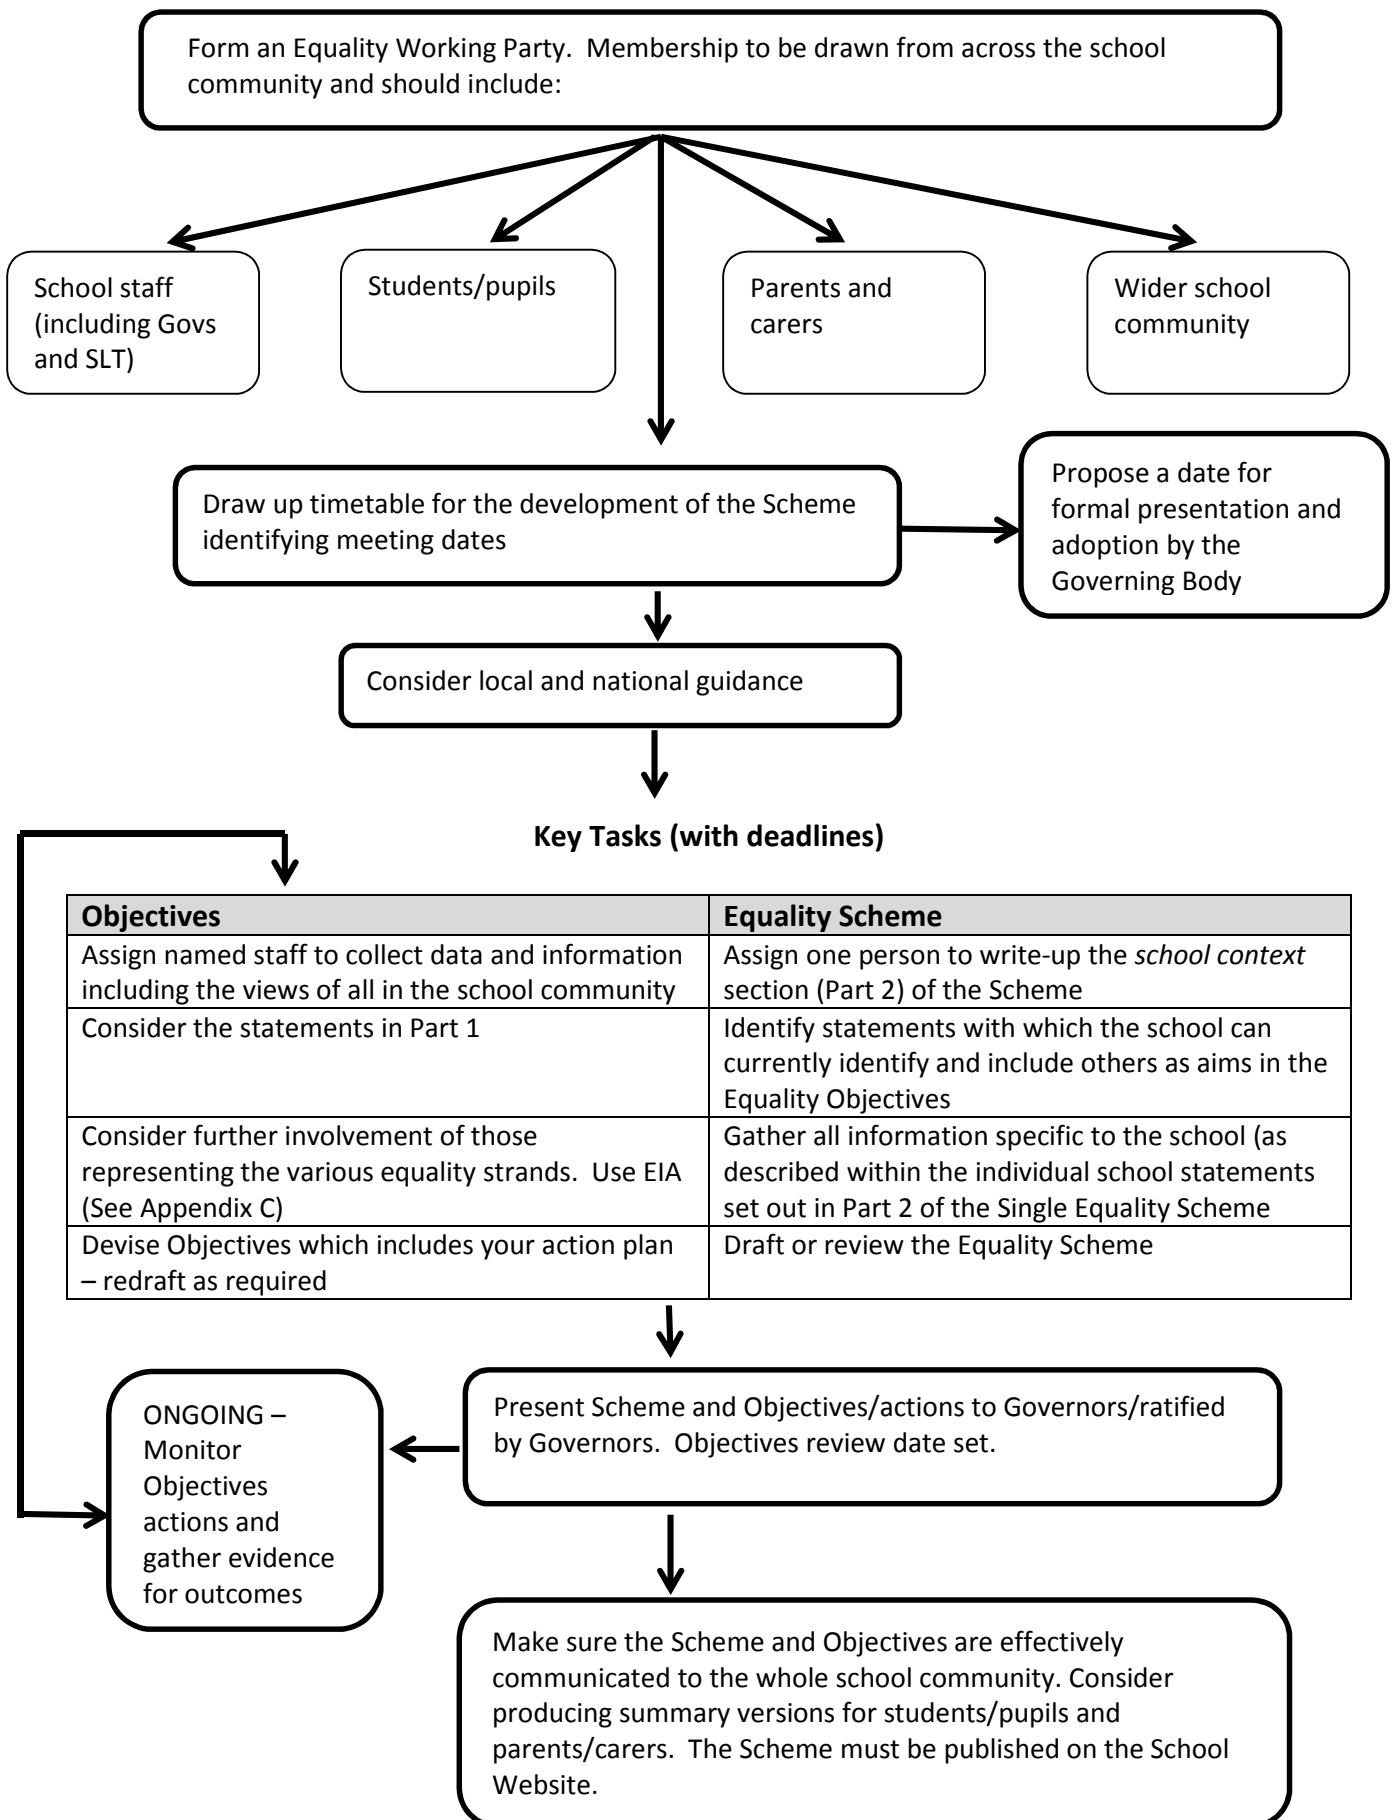 Form an Equality Working Party.  Membership to be drawn from across the school
community and should include:
School staff
(including Govs
and SLT)
Students/pupils
Parents and
carers
Wider school
community
Draw up timetable for the development of the Scheme
identifying meeting dates
Propose a date for
formal presentation and
adoption by the
Governing Body
Consider local and national guidance
Key Tasks (with deadlines)
Objectives
Equality Scheme
Assign named staff to collect data and information
including the views of all in the school community
Assign one person to write-up the school context
section (Part 2) of the Scheme
Consider the statements in Part 1
Identify statements with which the school can
currently identify and include others as aims in the
Equality Objectives
Consider further involvement of those
representing the various equality strands.  Use EIA
(See Appendix C)
Gather all information specific to the school (as
described within the individual school statements
set out in Part 2 of the Single Equality Scheme
Devise Objectives which includes your action plan
– redraft as required
Draft or review the Equality Scheme
ONGOING –
Monitor
Objectives
actions and
gather evidence
for outcomes
Present Scheme and Objectives/actions to Governors/ratified
by Governors.  Objectives review date set.
Make sure the Scheme and Objectives are effectively
communicated to the whole school community. Consider
producing summary versions for students/pupils and
parents/carers.  The Scheme must be published on the School
Website.